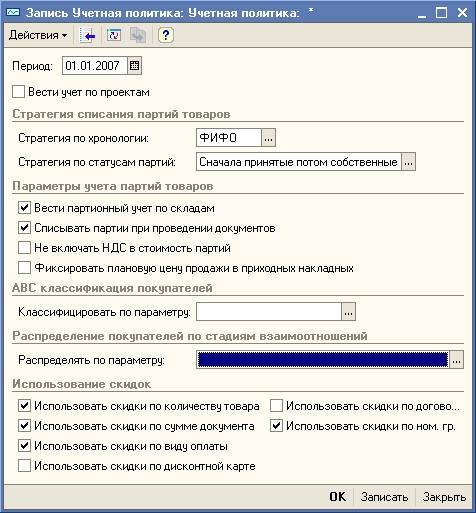 Запись Учетная политика: Учетная политика: *
Действия
Период: 01.01.2007
Вести учет по проектам
Стратегия списания партий товаров
Стратегия по хронологии: ФИФО ...
Стратегия по статусам партий: Сначала принятые потом собственные ...
Параметры учета партий товаров
Вести партионный учет по складам
Списывать партии при проведении документов
Не включать НДС в стоимость партий
Фиксировать плановую цену продажи в приходных накладных
ABC классификация покупателей
Классифицировать по параметру: ...
Распределение покупателей по стадиям взаимоотношений
Распределять по параметру: ...
Использование скидок
Использовать скидки по количеству товара Использовать скидки по догово...
Использовать скидки по сумме документа Использовать скидки по ном. гр.
Использовать скидки по виду оплаты
Использовать скидки по дисконтной карте
OK Записать Закрыть